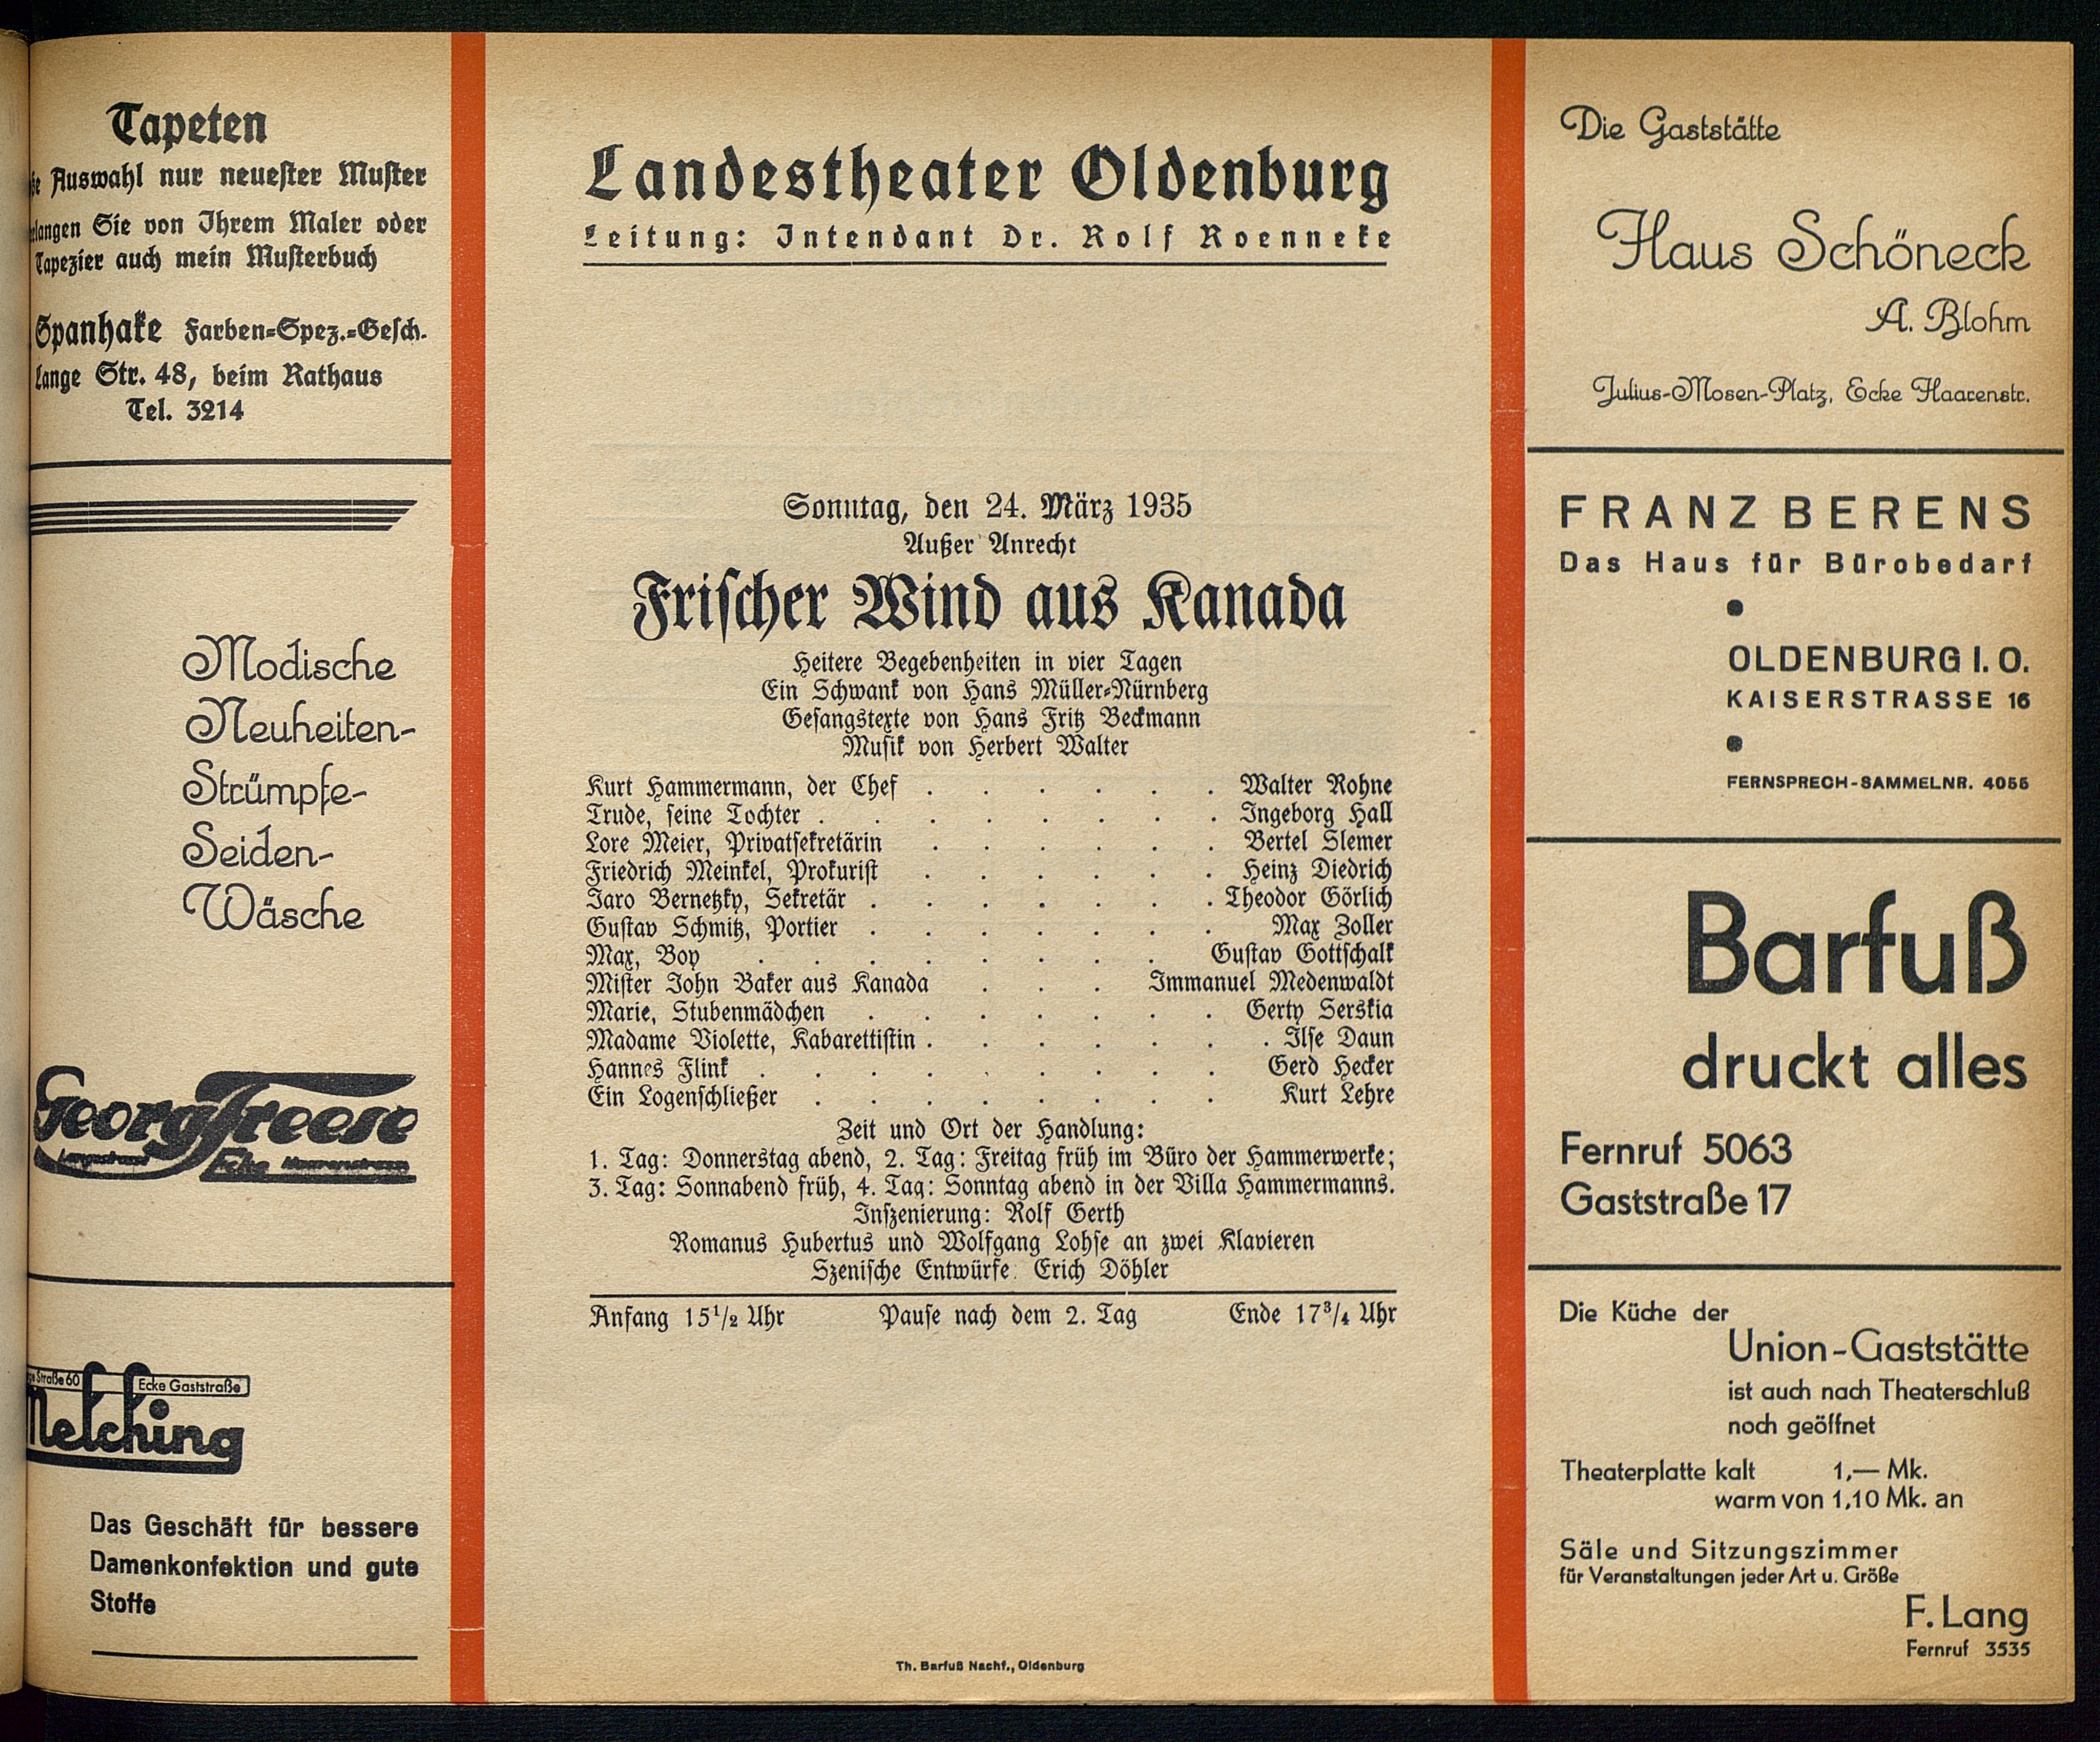 Tapeten
Auswahl nur neuester Muster
Sie von Ihrem Maler oder
Tapezier auch mein Musterbuch
Spanhake Farben-Spez.-Gesch.
Lange Str. 48, beim Rathaus
Tel. 3214
Modische
Neuheiten-
Strümpfe-
Seiden-
Wäsche
Georg Freese
Langestrasse Ecke Haarenstrasse
Straße 60 Ecke Gaststraße
Melching
Das Geschäft für bessere
Damenkonfektion und gute
Stoffe
Landestheater Oldenburg
Leitung: Intendant Dr. Rolf Roenneke
Sonntag, den 24. März 1935
Außer Anrecht
Frischer Wind aus Kanada
Heitere Begebenheiten in vier Tagen
Ein Schwank von Hans Müller-Nürnberg
Gesangstexte von Hans Fritz Beckmann
Musik von Herbert Walter
Kurt Hammermann, der Chef . . . . . . Walter Rohne
Trude, seine Tochter . . . . . . . . Ingeborg Hall
Lore Meier, Privatsekretärin . . . . . . Bertel Slemer
Friedrich Meinkel, Prokurist . . . . . . Heinz Diedrich
Jaro Bernetzky, Sekretär . . . . . . . Theodor Görlich
Gustav Schmitz, Portier . . . . . . . Max Zoller
Max, Boy . . . . . . . . Gustav Gottschalk
Mister John Baker aus Kanada . . . Immanuel Medenwaldt
Marie, Stubenmädchen . . . . . . . Gerty Serskia
Madame Violette, Kabarettistin . . . . . . . Ilse Daun
Hannes Flink . . . . . . . . . Gerd Hecker
Ein Logenschließer . . . . . . . . Kurt Lehre
Zeit und Ort der Handlung:
1. Tag: Donnerstag abend, 2. Tag: Freitag früh im Büro der Hammerwerke;
3. Tag: Sonnabend früh, 4. Tag: Sonntag abend in der Villa Hammermanns.
Inszenierung: Rolf Gerth
Romanus Hubertus und Wolfgang Lohse an zwei Klavieren
Szenische Entwürfe: Erich Döhler
Anfang 15½ Uhr Pause nach dem 2. Tag Ende 17¾ Uhr
Th. Barfuß Nachf., Oldenburg
Die Gaststätte
Haus Schöneck
A. Blohm
Julius-Mosen-Platz, Ecke Haarenstr.
FRANZ BERENS
Das Haus für Bürobedarf
•
OLDENBURG I. O.
KAISERSTRASSE 16
•
FERNSPRECH-SAMMELNR. 4055
Barfuß
druckt alles
Fernruf 5063
Gaststraße 17
Die Küche der
Union-Gaststätte
ist auch nach Theaterschluß
noch geöffnet
Theaterplatte kalt 1,— Mk.
warm von 1,10 Mk. an
Säle und Sitzungszimmer
für Veranstaltungen jeder Art u. Größe
F. Lang
Fernruf 3535